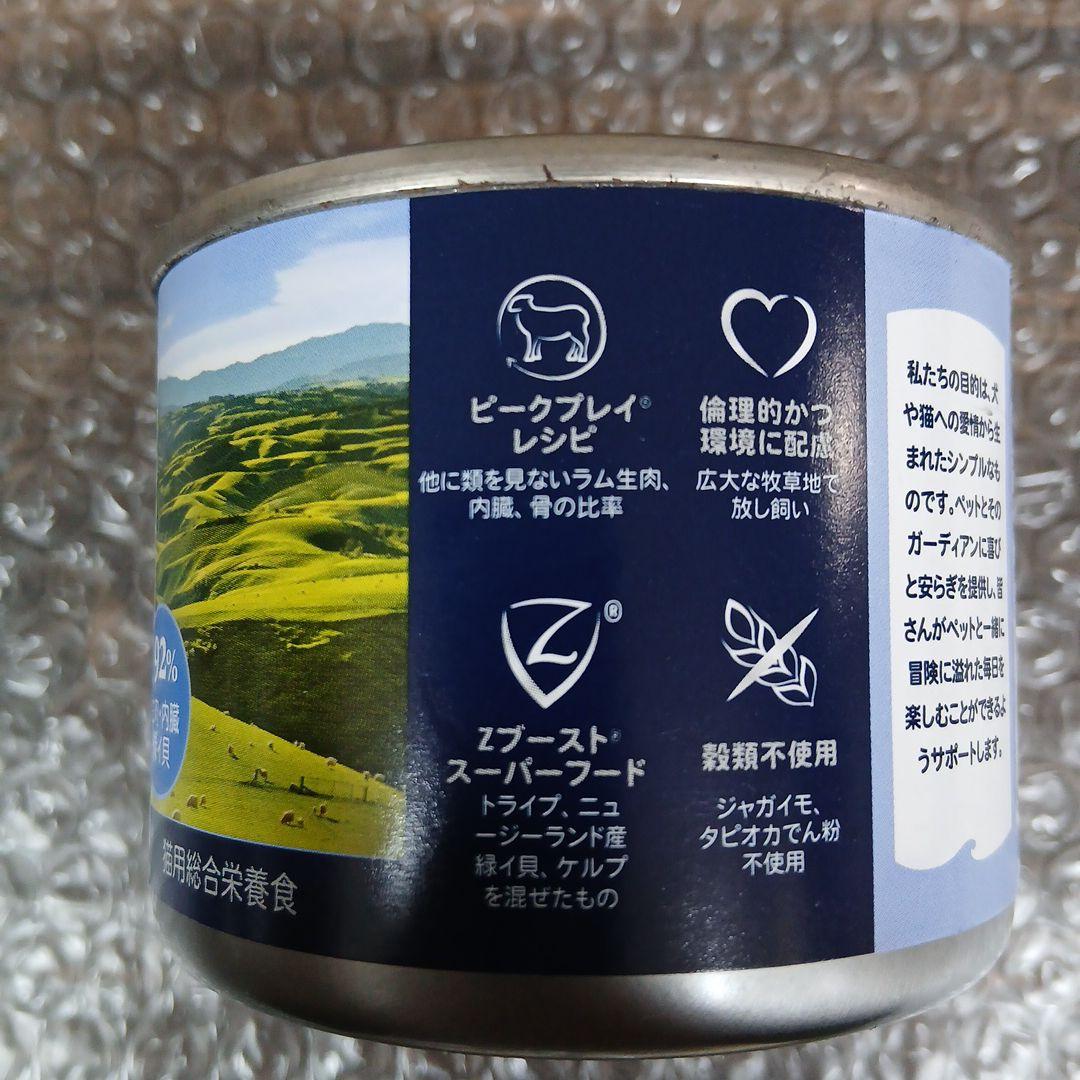 92%
内臓
イ貝
猫用総合栄養食
ピークプレイ®
レシピ
他に類を見ないラム生肉、
内臓、骨の比率
倫理的かつ
環境に配慮
広大な牧草地で
放し飼い
Z®
Zブースト®
スーパーフード
トライプ、ニュ
ージーランド産
緑イ貝、ケルプ
を混ぜたもの
穀類不使用
ジャガイモ、
タピオカでん粉
不使用
私たちの目的は、犬
や猫への愛情から生
まれたシンプルなも
のです。ペットとその
ガーディアンに喜び
と安らぎを提供し、皆
さんがペットと一緒に
冒険に溢れた毎日を
楽しむことができるよ
うサポートします。